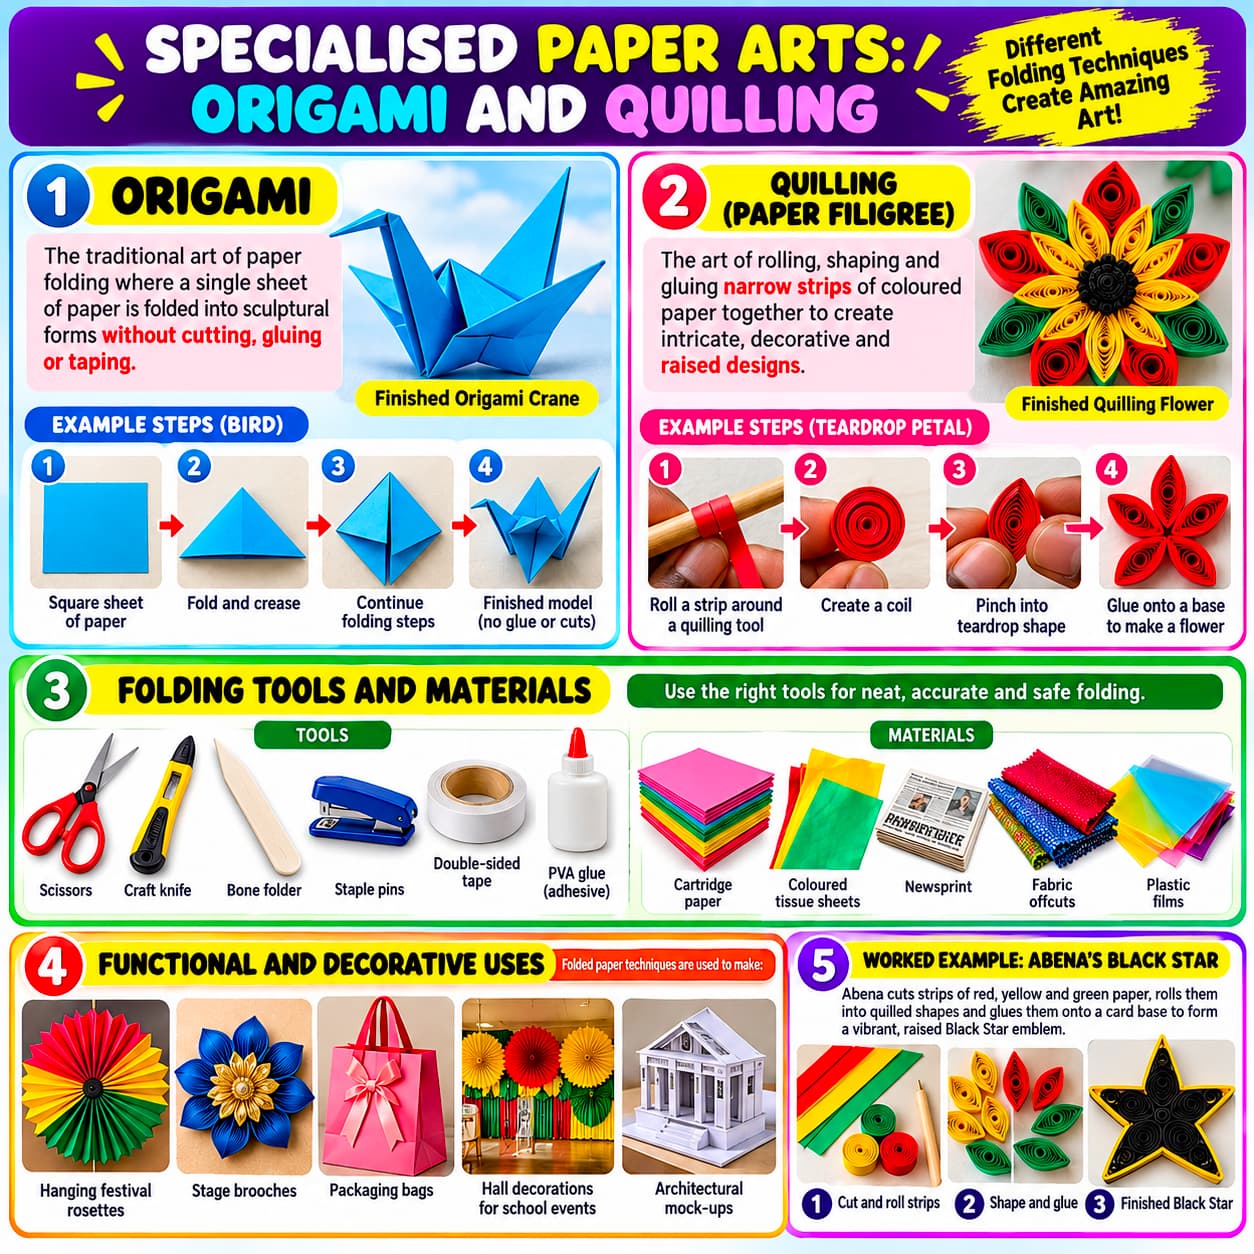 SPECIALISED PAPER ARTS:
ORIGAMI AND QUILLING
Different
Folding Techniques
Create Amazing
Art!
1 ORIGAMI
The traditional art of paper
folding where a single sheet
of paper is folded into sculptural
forms without cutting, gluing
or taping.
Finished Origami Crane
EXAMPLE STEPS (BIRD)
1
2
3
4
Square sheet
of paper
Fold and crease
Continue
folding steps
Finished model
(no glue or cuts)
2 QUILLING
(PAPER FILIGREE)
The art of rolling, shaping and
gluing narrow strips of coloured
paper together to create
intricate, decorative and
raised designs.
Finished Quilling Flower
EXAMPLE STEPS (TEARDROP PETAL)
1
2
3
4
Roll a strip around
a quilling tool
Create a coil
Pinch into
teardrop shape
Glue onto a base
to make a flower
3 FOLDING TOOLS AND MATERIALS
Use the right tools for neat, accurate and safe folding.
TOOLS
Scissors
Craft knife
Bone folder
Staple pins
Double-sided
tape
PVA glue
(adhesive)
MATERIALS
Cartridge
paper
Coloured
tissue sheets
Newsprint
Fabric
offcuts
Plastic
films
4 FUNCTIONAL AND DECORATIVE USES
Folded paper techniques are used to make:
Hanging festival
rosettes
Stage brooches
Packaging bags
Hall decorations
for school events
Architectural
mock-ups
5 WORKED EXAMPLE: ABENA'S BLACK STAR
Abena cuts strips of red, yellow and green paper, rolls them
into quilled shapes and glues them onto a card base to form
a vibrant, raised Black Star emblem.
1 Cut and roll strips
2 Shape and glue
3 Finished Black Star